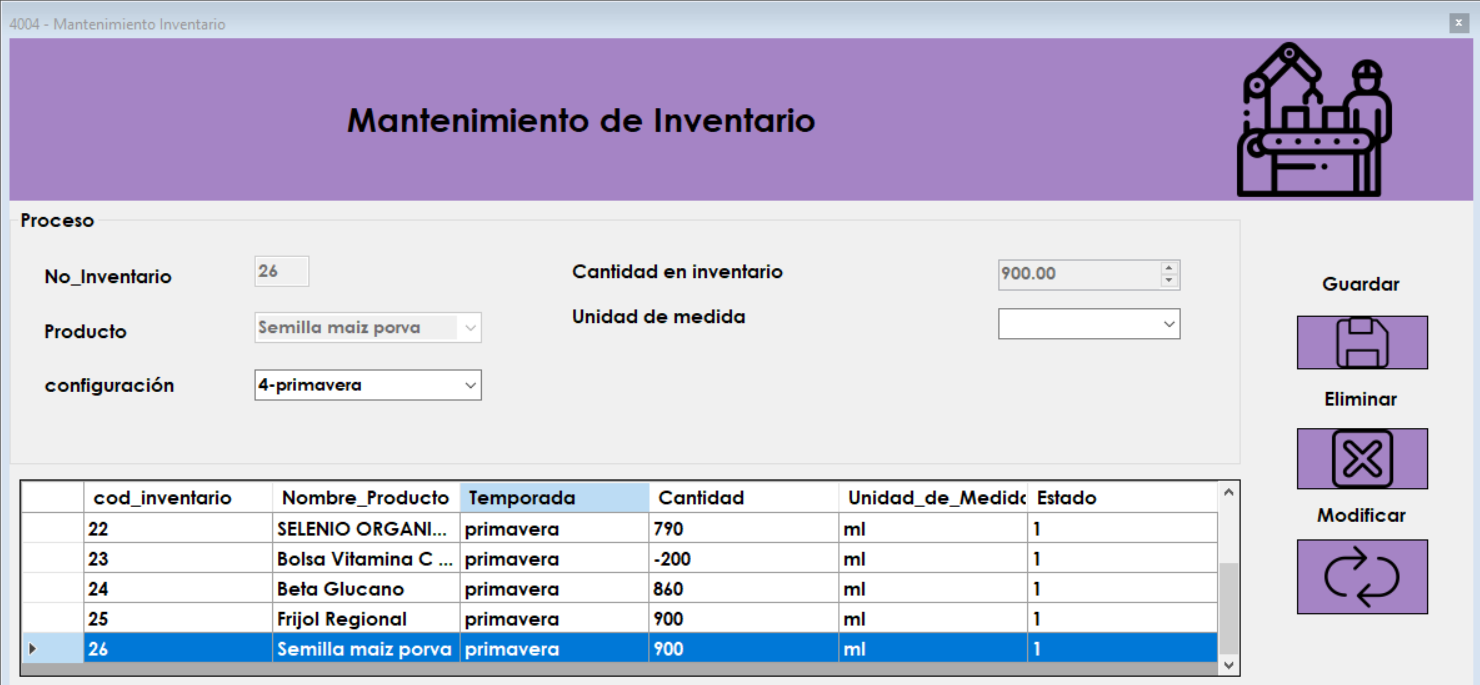 4004 - Mantenimiento Inventario
Mantenimiento de Inventario
Proceso
No_Inventario 26
Producto Semilla maiz porva
configuración 4-primavera
Cantidad en inventario 900.00
Unidad de medida
Guardar
Eliminar
Modificar
cod_inventario Nombre_Producto Temporada Cantidad Unidad_de_Medida Estado
22 SELENIO ORGANI... primavera 790 ml 1
23 Bolsa Vitamina C ... primavera -200 ml 1
24 Beta Glucano primavera 860 ml 1
25 Frijol Regional primavera 900 ml 1
26 Semilla maiz porva primavera 900 ml 1